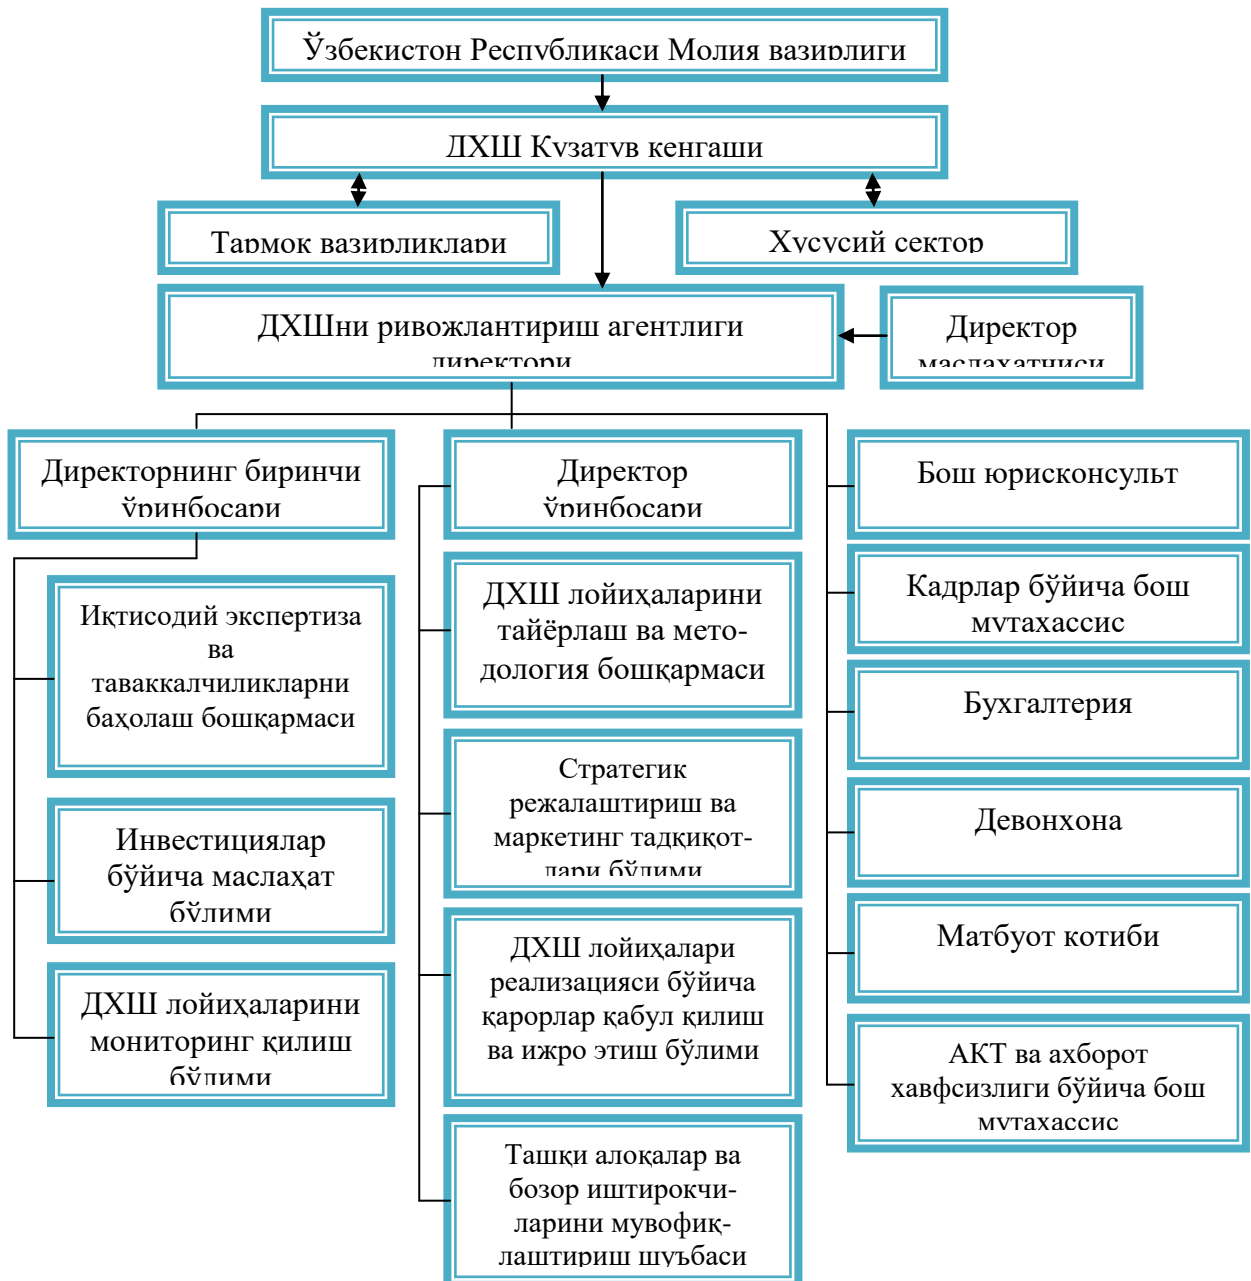 Ўзбекистон Республикаси Молия вазирлиги
ДХШ Кузатув кенгаши
Тармоқ вазирликлари
Хусусий сектор
ДХШни ривожлантириш агентлиги
директори
Директор
маслаҳатчиси
Директорнинг биринчи
ўринбосари
Директор
ўринбосари
Бош юрисконсульт
Иқтисодий экспертиза
ва
таваккалчиликларни
баҳолаш бошқармаси
Инвестициялар
бўйича маслаҳат
бўлими
ДХШ лойиҳаларини
мониторинг қилиш
бўлими
ДХШ лойиҳаларини
тайёрлаш ва мето-
дология бошқармаси
Стратегик
режалаштириш ва
маркетинг тадқиқот-
лари бўлими
ДХШ лойиҳалари
реализацияси бўйича
қарорлар қабул қилиш
ва ижро этиш бўлими
Ташқи алоқалар ва
бозор иштирокчи-
ларини мувофиқ-
лаштириш шуъбаси
Кадрлар бўйича бош
мутахассис
Бухгалтерия
Девонхона
Матбуот котиби
АКТ ва ахборот
хавфсизлиги бўйича бош
мутахассис